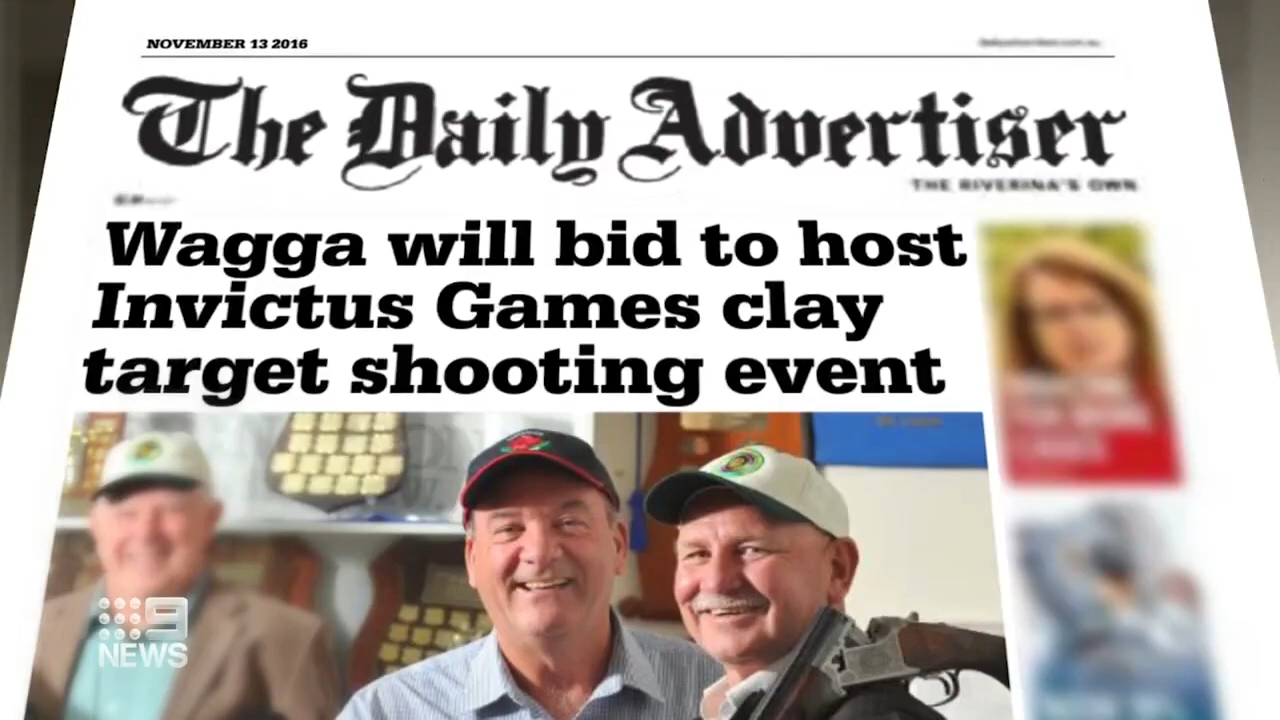 NOVEMBER 13 2016
The Daily Advertiser
THE RIVERINA'S OWN
Wagga will bid to host
Invictus Games clay
target shooting event
9
NEWS